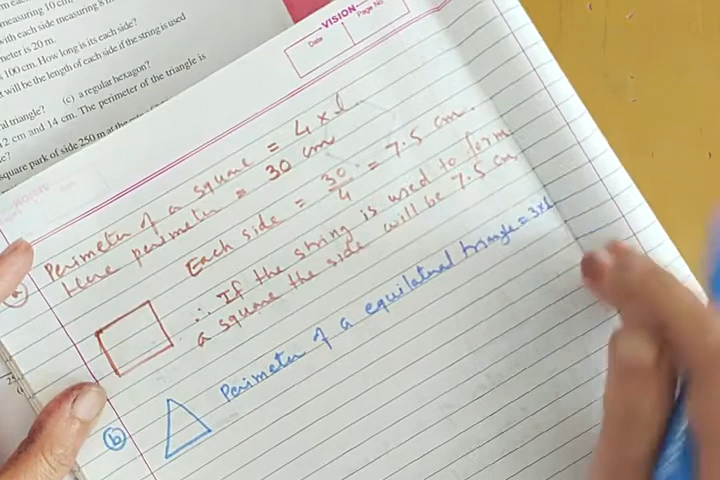 measuring 10 cm
with each side measuring
meter is 20 m.
100 cm. How long is its each side?
t will be the length of each side if the string is used
al triangle? (c) a regular hexagon?
12 cm and 14 cm. The perimeter of the triangle is
e?
square park of side 250 m at the
VISION
Date
Page No.
(a) Perimeter of a square = 4 × l
Here perimeter = 30 cm
Each side = 30/4 = 7.5 cm.
∴ If the string is used to form
a square the side will be 7.5 cm
(b) Perimeter of a equilateral triangle = 3×l